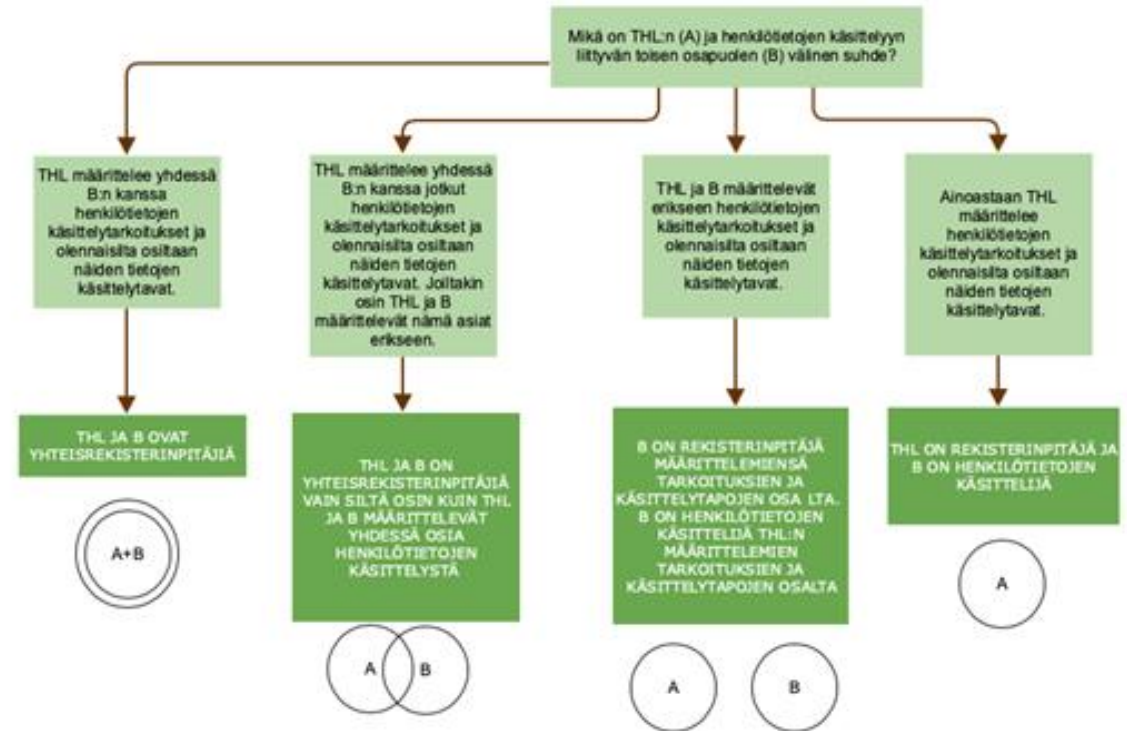 Mikä on THL:n (A) ja henkilötietojen käsittelyyn
liittyvän toisen osapuolen (B) välinen suhde?
THL määrittelee yhdessä
B:n kanssa
henkilötietojen
käsittelytarkoitukset ja
olennaisilta osiltaan
näiden tietojen
käsittelytavat.
THL määrittelee yhdessä
B:n kanssa jotkut
henkilötietojen
käsittelytarkoitukset ja
olennaisilta osiltaan
näiden tietojen
käsittelytavat. Joiltakin
osin THL ja B
määrittelevät nämä asiat
erikseen.
THL ja B määrittelevät
erikseen henkilötietojen
käsittelytarkoitukset ja
olennaisilta osiltaan
näiden tietojen
käsittelytavat.
Ainoastaan THL
määrittelee
henkilötietojen
käsittelytarkoitukset ja
olennaisilta osiltaan
näiden tietojen
käsittelytavat.
THL JA B OVAT
YHTEISREKISTERINPITÄJIÄ
THL JA B ON
YHTEISREKISTERINPITÄJIÄ
VAIN SILTÄ OSIN KUIN THL
JA B MÄÄRITTELEVÄT
YHDESSÄ OSIA
HENKILÖTIETOJEN
KÄSITTELYSTÄ
B ON REKISTERINPITÄJÄ
MÄÄRITTELEMIENSÄ
TARKOITUKSIEN JA
KÄSITTELYTAPOJEN OSA LTA.
B ON HENKILÖTIETOJEN
KÄSITTELIJÄ THL:N
MÄÄRITTELEMIEN
TARKOITUKSIEN JA
KÄSITTELYTAPOJEN OSALTA
THL ON REKISTERINPITÄJÄ JA
B ON HENKILÖTIETOJEN
KÄSITTELIJÄ
A+B
A B
A B
A